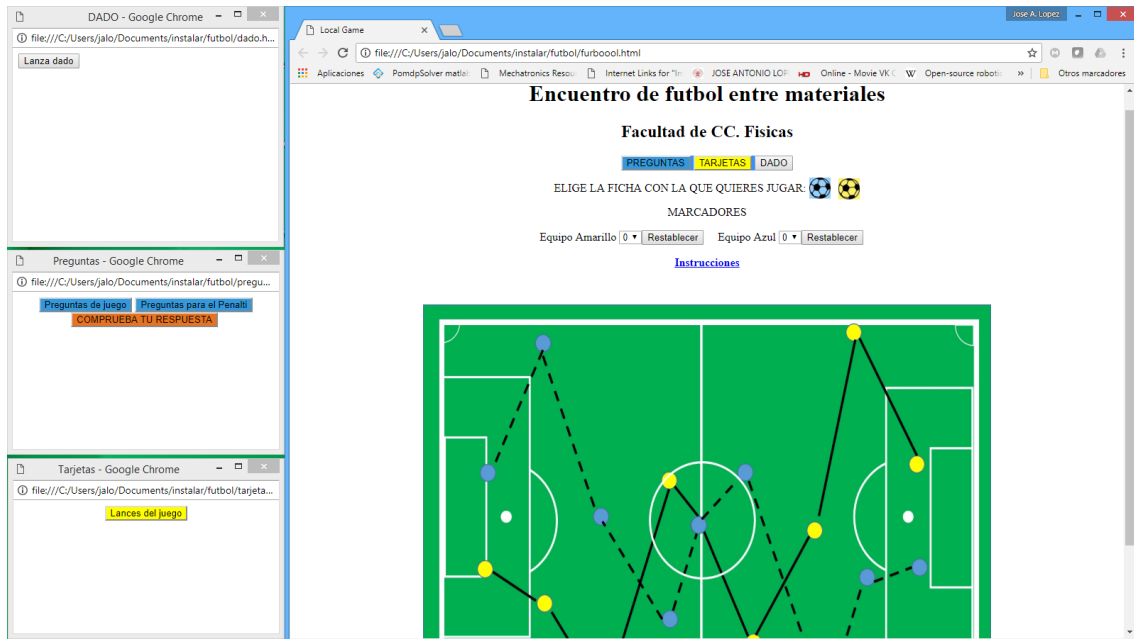 DADO - Google Chrome
file:///C:/Users/jalo/Documents/instalar/futbol/dado.h...
Lanza dado
Preguntas - Google Chrome
file:///C:/Users/jalo/Documents/instalar/futbol/pregu...
Preguntas de juego Preguntas para el Penalti
COMPRUEBA TU RESPUESTA
Tarjetas - Google Chrome
file:///C:/Users/jalo/Documents/instalar/futbol/tarjeta...
Lances del juego
Jose A. Lopez
Local Game
file:///C:/Users/jalo/Documents/instalar/futbol/furboool.html
Aplicaciones PomdpSolver matla Mechatronics Resou Internet Links for "In JOSE ANTONIO LOP HD Online - Movie VK C W Open-source robotic » Otros marcadores
Encuentro de futbol entre materiales
Facultad de CC. Fisicas
PREGUNTAS TARJETAS DADO
ELIGE LA FICHA CON LA QUE QUIERES JUGAR:
MARCADORES
Equipo Amarillo 0 Restablecer Equipo Azul 0 Restablecer
Instrucciones